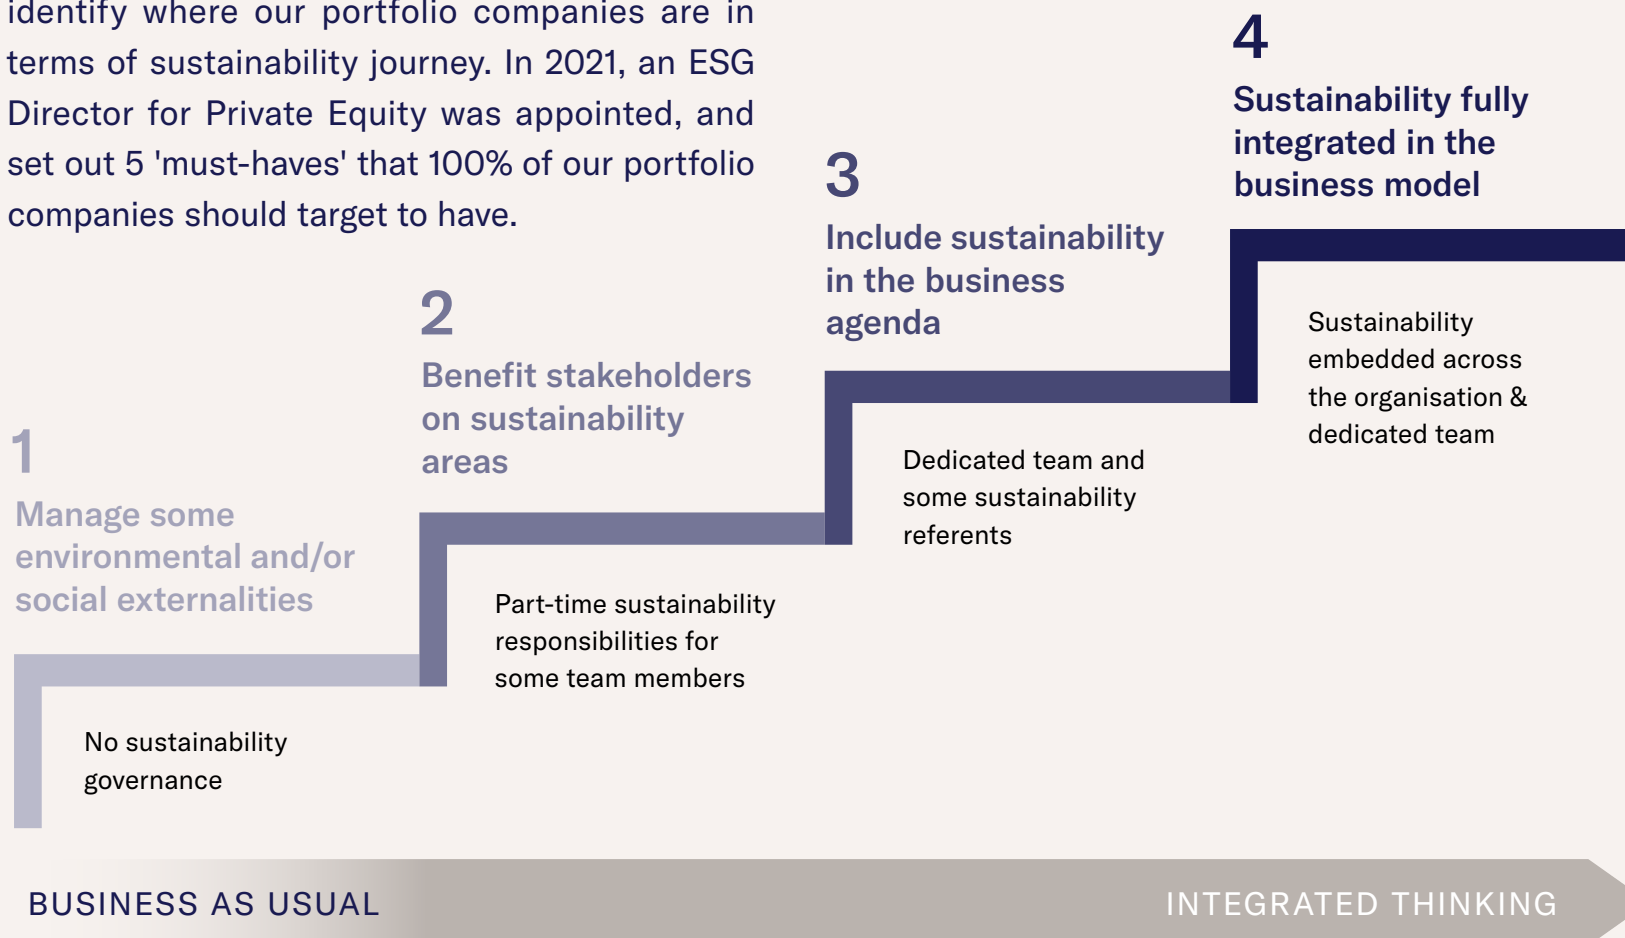 identify where our portfolio companies are in
terms of sustainability journey. In 2021, an ESG
Director for Private Equity was appointed, and
set out 5 'must-haves' that 100% of our portfolio
companies should target to have.
1
Manage some
environmental and/or
social externalities
No sustainability
governance
2
Benefit stakeholders
on sustainability
areas
Part-time sustainability
responsibilities for
some team members
3
Include sustainability
in the business
agenda
Dedicated team and
some sustainability
referents
4
Sustainability fully
integrated in the
business model
Sustainability
embedded across
the organisation &
dedicated team
BUSINESS AS USUAL
INTEGRATED THINKING